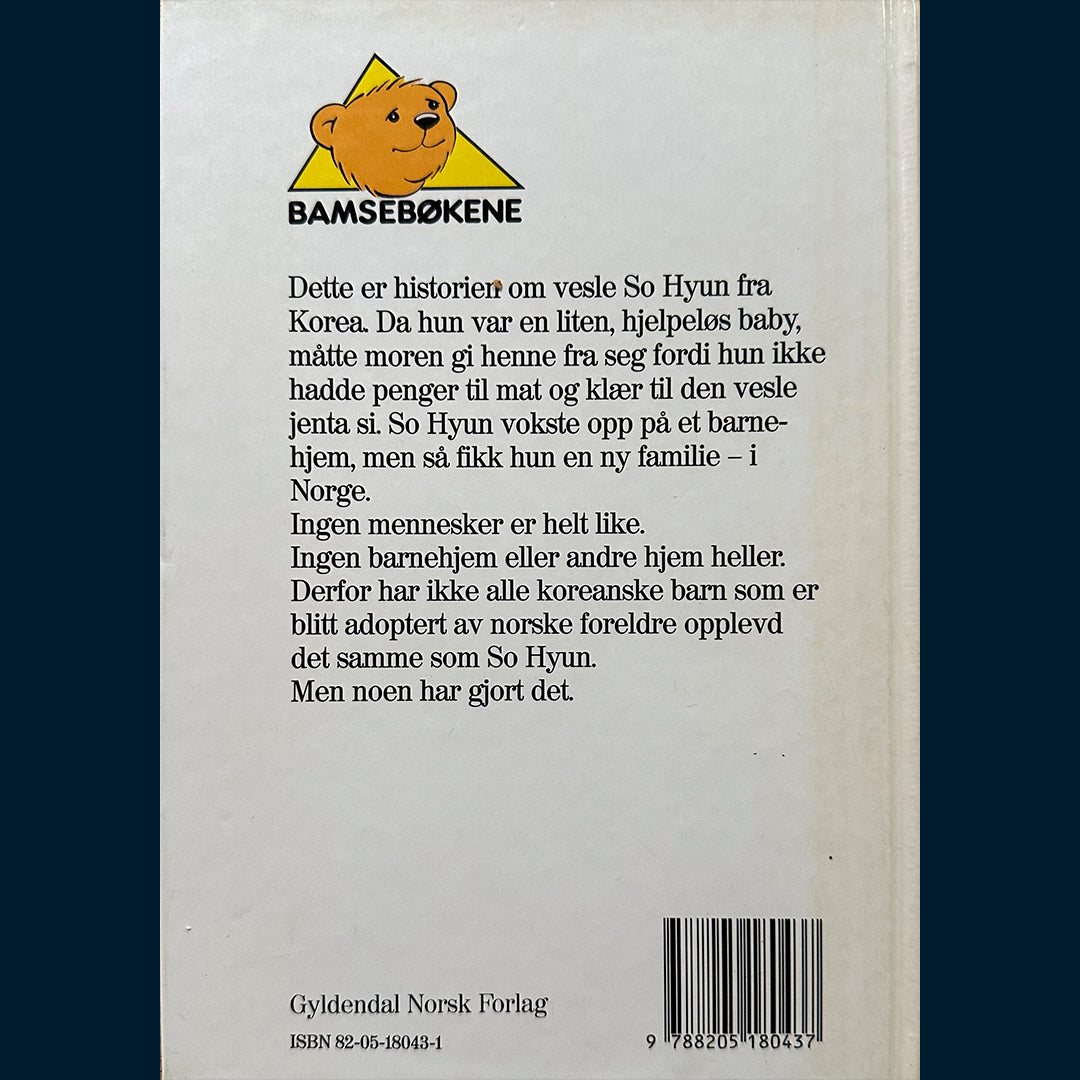 BAMSEBØKENE
Dette er historien om vesle So Hyun fra
Korea. Da hun var en liten, hjelpeløs baby,
måtte moren gi henne fra seg fordi hun ikke
hadde penger til mat og klær til den vesle
jenta si. So Hyun vokste opp på et barne-
hjem, men så fikk hun en ny familie – i
Norge.
Ingen mennesker er helt like.
Ingen barnehjem eller andre hjem heller.
Derfor har ikke alle koreanske barn som er
blitt adoptert av norske foreldre opplevd
det samme som So Hyun.
Men noen har gjort det.
Gyldendal Norsk Forlag
ISBN 82-05-18043-1
9 788205 180437